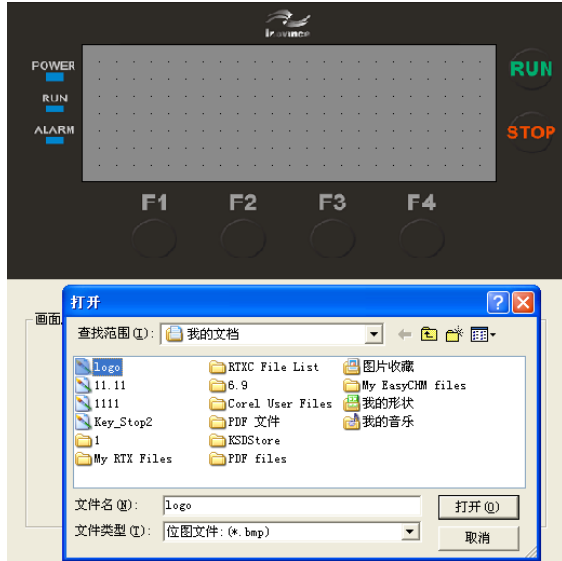 inovance
POWER
RUN
RUN
ALARM
STOP
F1 F2 F3 F4
画面
打开
查找范围(I): 我的文档
logo RTXC File List 图片收藏
11.11 6.9 My EasyCHM files
1111 Corel User Files 我的形状
Key_Stop2 PDF 文件 我的音乐
1 KSDStore
My RTX Files PDF files
文件名(N): logo 打开(O)
文件类型(T): 位图文件: (*.bmp) 取消